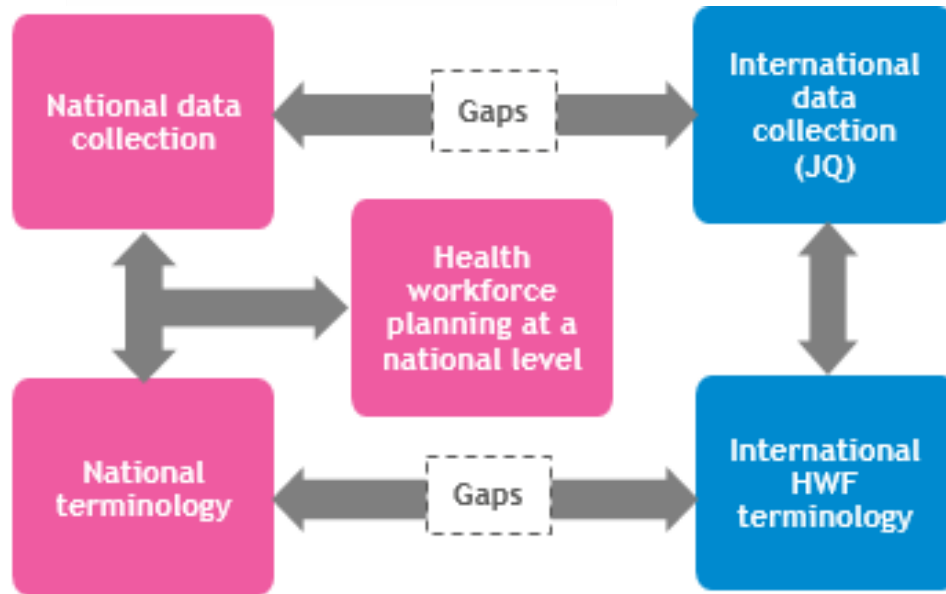 National data
collection
Gaps
International
data
collection
(JQ)
Health
workforce
planning at a
national level
National
terminology
Gaps
International
HWF
terminology